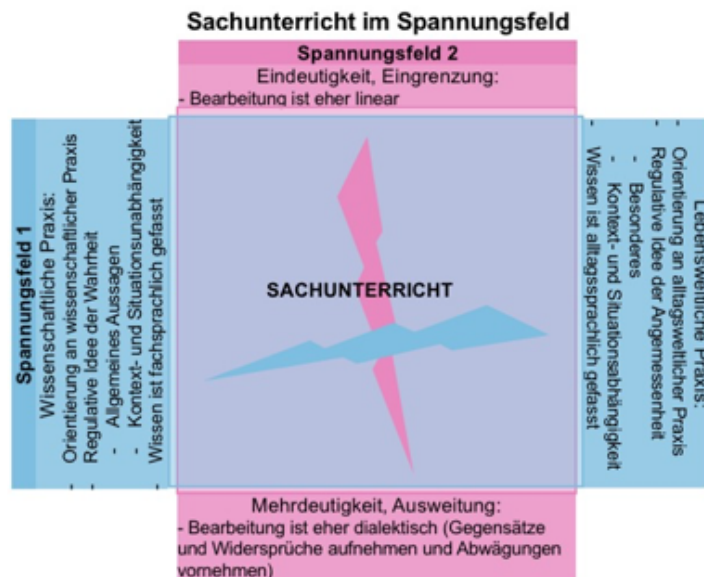 Sachunterricht im Spannungsfeld
Spannungsfeld 2
Eindeutigkeit, Eingrenzung:
- Bearbeitung ist eher linear
Spannungsfeld 1
Wissenschaftliche Praxis:
- Orientierung an wissenschaftlicher Praxis
- Regulative Idee der Wahrheit
- Allgemeines Aussagen
- Kontext- und Situationsunabhängigkeit
- Wissen ist fachsprachlich gefasst
SACHUNTERRICHT
Lebensweltliche Praxis:
- Orientierung an alltagsweltlicher Praxis
- Regulative Idee der Angemessenheit
- Besonderes
- Kontext- und Situationsabhängigkeit
- Wissen ist alltagssprachlich gefasst
Mehrdeutigkeit, Ausweitung:
- Bearbeitung ist eher dialektisch (Gegensätze
und Widersprüche aufnehmen und Abwägungen
vornehmen)